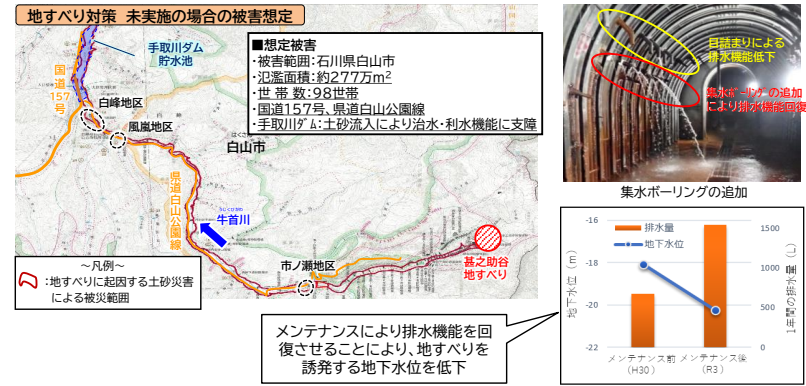 地すべり対策 未実施の場合の被害想定
手取川ダム
貯水池
国道157号
白峰地区
風嵐地区
■想定被害
・被害範囲:石川県白山市
・氾濫面積:約277万m²
・世 帯 数:98世帯
・国道157号、県道白山公園線
・手取川ダム:土砂流入により治水・利水機能に支障
はくさんし
白山市
県道白山公園線
うしくびがわ
牛首川
市ノ瀬地区
甚之助谷
地すべり
~凡例~
:地すべりに起因する土砂災害
による被災範囲
メンテナンスにより排水機能を回
復させることにより、地すべりを
誘発する地下水位を低下
目詰まりによる
排水機能低下
集水ボーリングの追加
により排水機能回復
集水ボーリングの追加
排水量
地下水位
地下水位(m)
-16
-18
-20
-22
1年間の排水量(L)
1500
1000
500
0
メンテナンス前
(H30)
メンテナンス後
(R3)